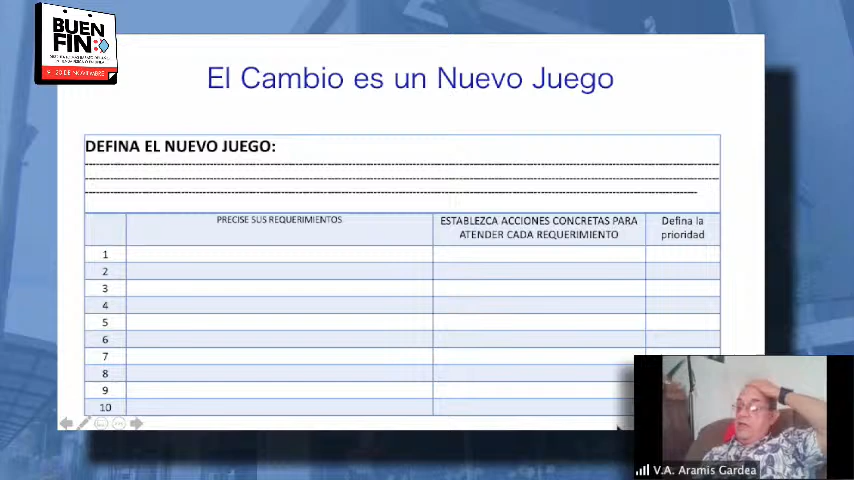 BUEN
FIN:
El Cambio es un Nuevo Juego
DEFINA EL NUEVO JUEGO:
PRECISE SUS REQUERIMIENTOS
ESTABLEZCA ACCIONES CONCRETAS PARA
ATENDER CADA REQUERIMIENTO
Defina la
prioridad
1
2
3
4
5
6
7
8
9
10
V.A. Aramis Gardea